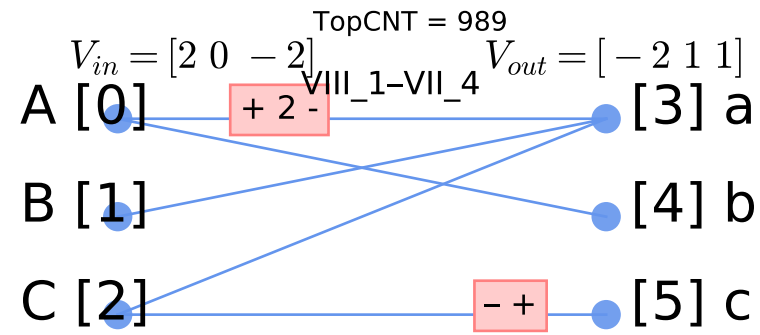 TopCNT = 989
V_in = [2 0 − 2] V_out = [ − 2 1 1]
VIII_1–VII_4
A [0] + 2 - [3] a
B [1] [4] b
C [2] – + [5] c